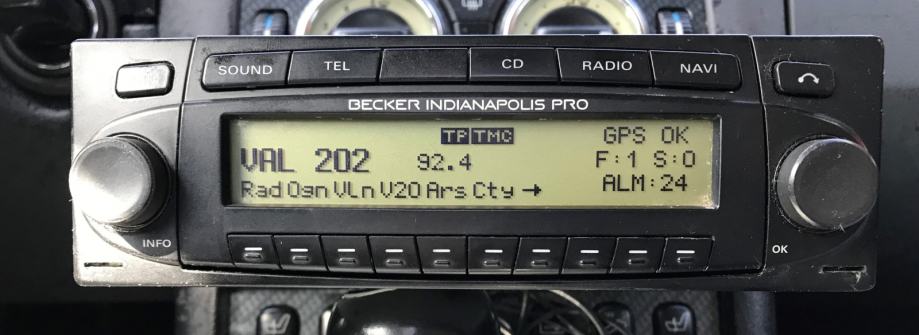 SOUND TEL CD RADIO NAVI
BECKER INDIANAPOLIS PRO
TP TMC GPS OK
VAL 202 92.4 F:1 S:0
Rad Ogn VLn V20 Ars Cty → ALM:24
INFO OK